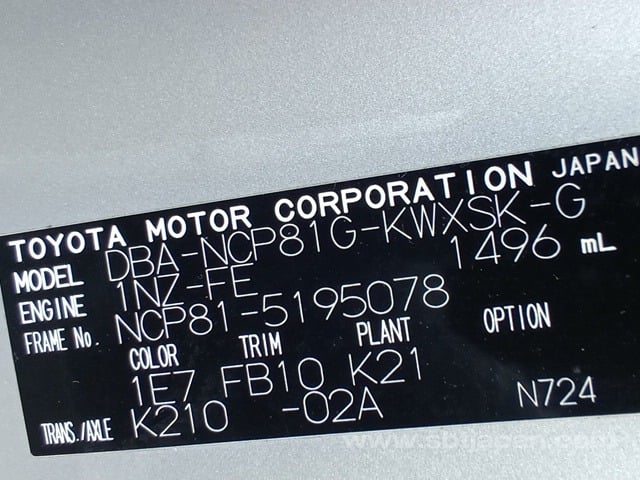 TOYOTA MOTOR CORPORATION JAPAN
MODEL DBA-NCP81G-KWXSK-G
ENGINE 1NZ-FE 1496 mL
FRAME No. NCP81-5195078
COLOR TRIM PLANT OPTION
1E7 FB10 K21
TRANS./AXLE K210 -02A N724